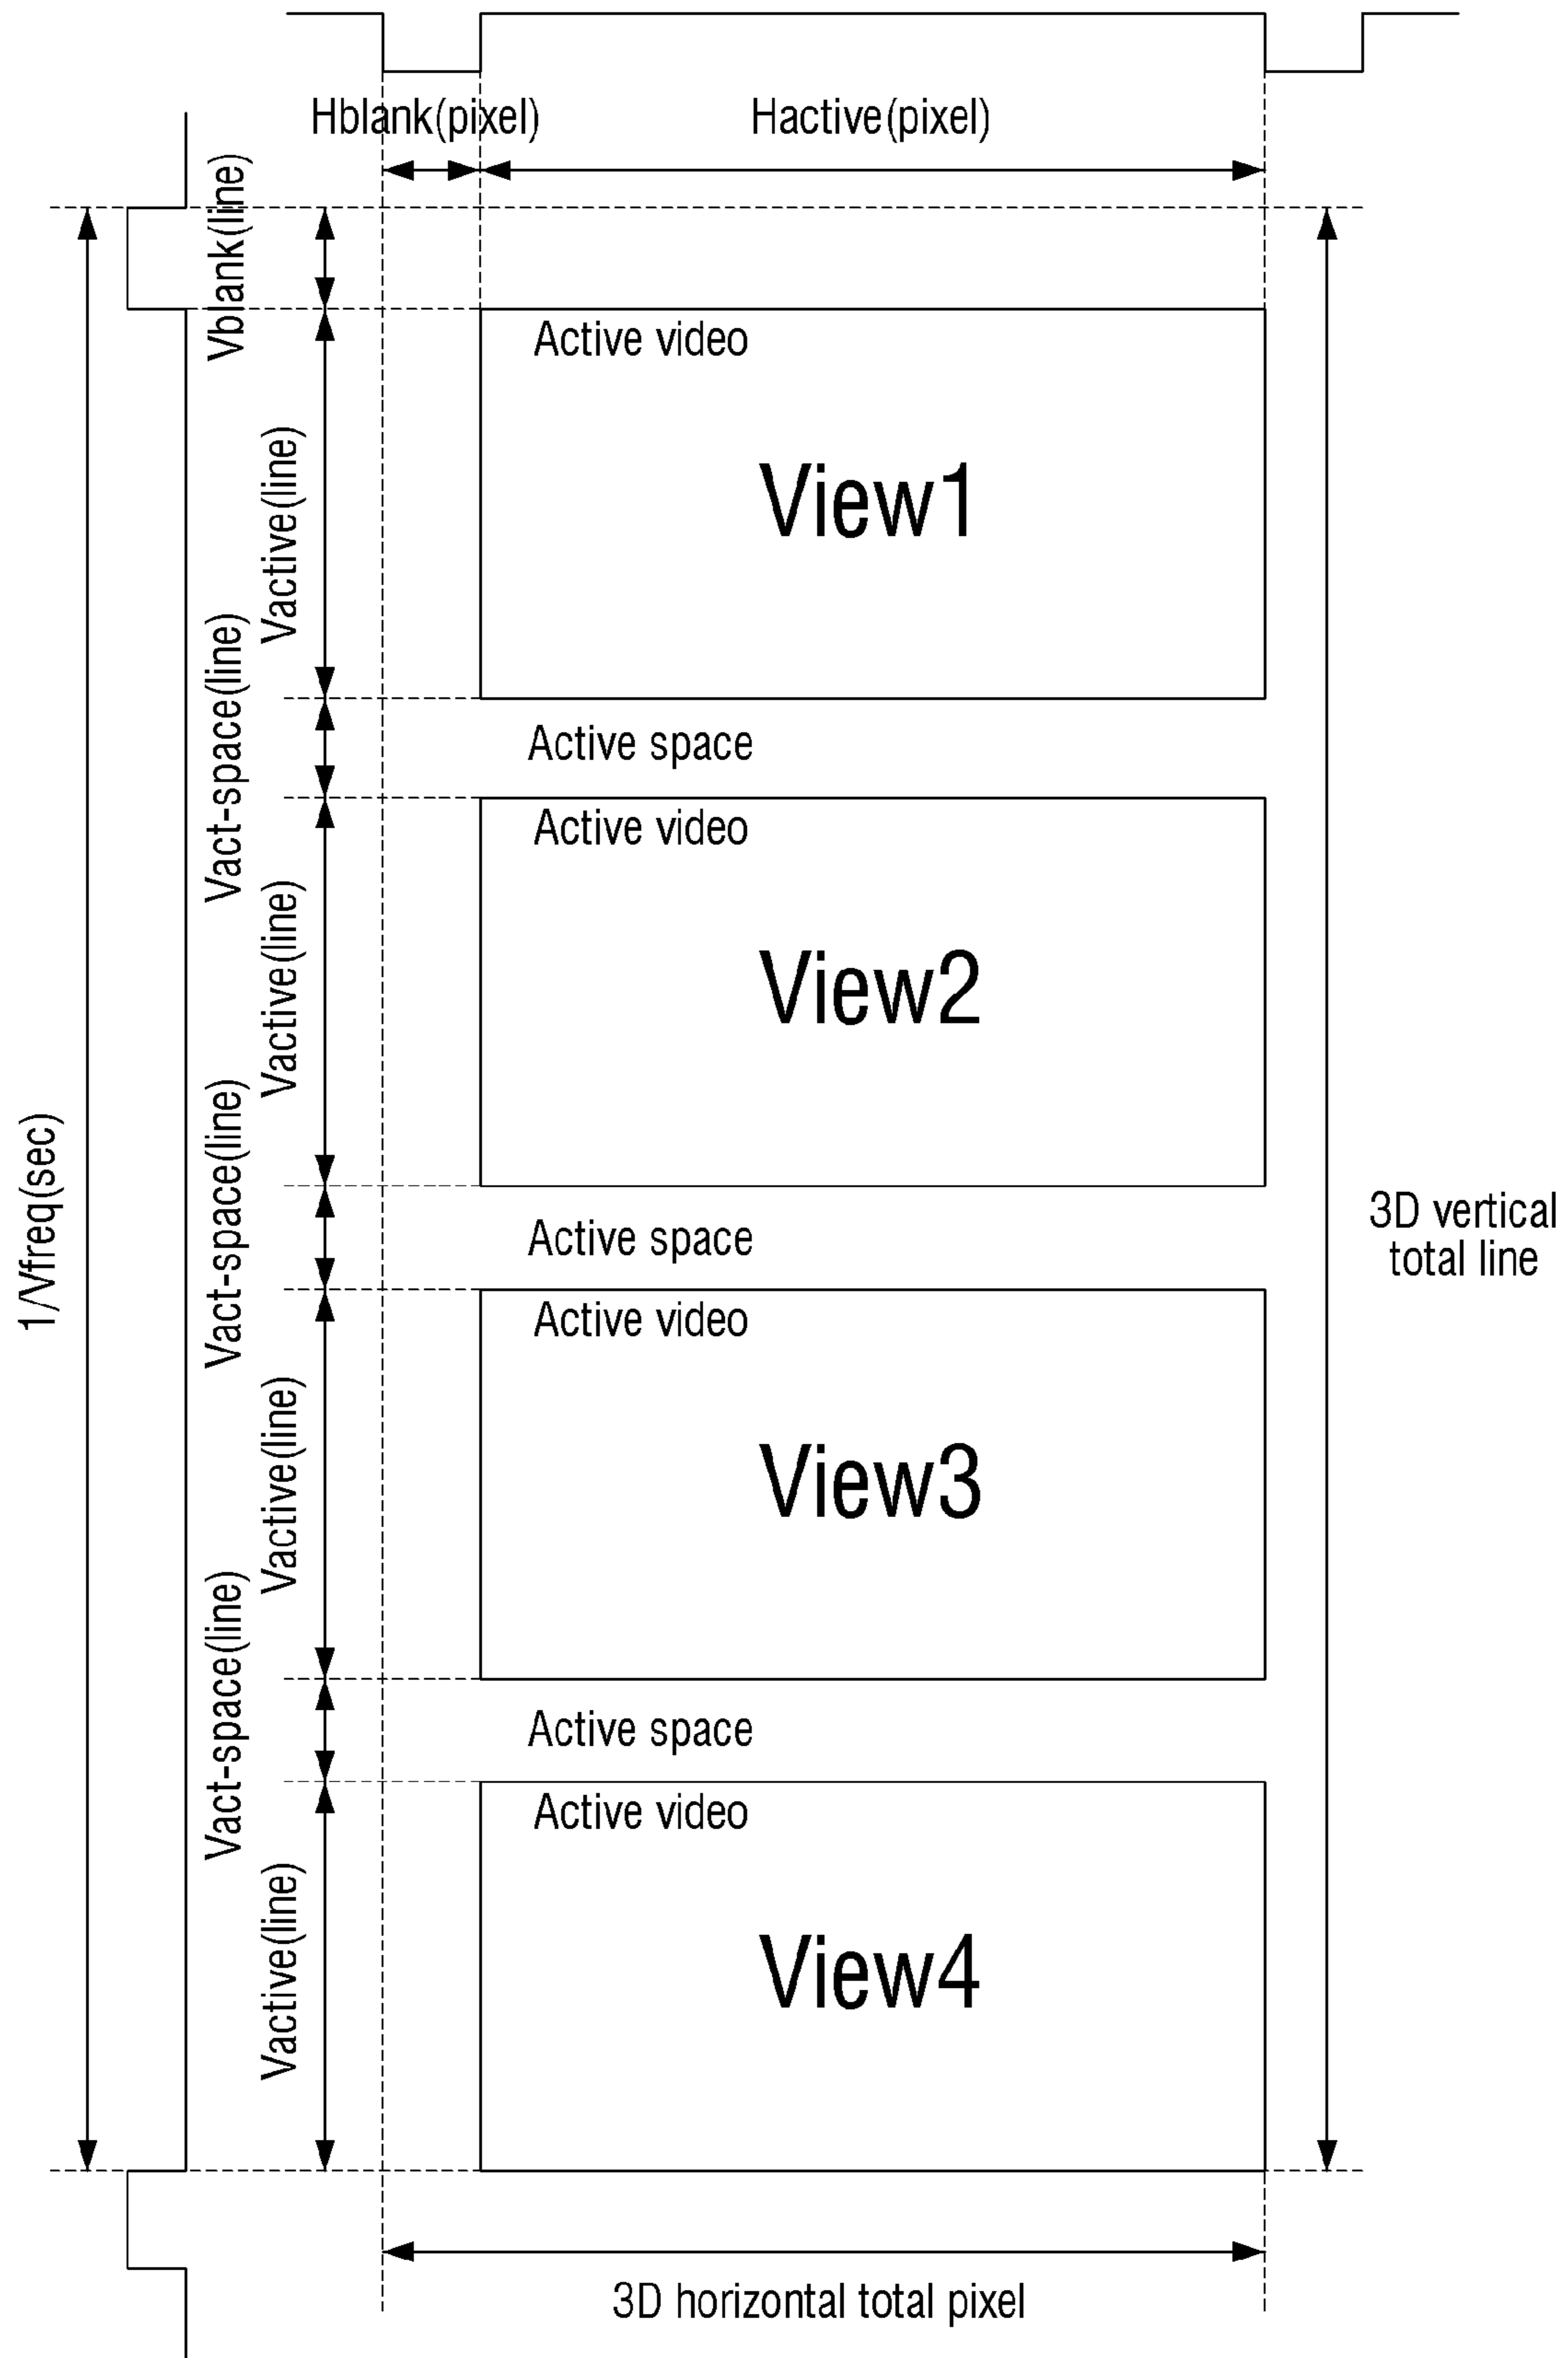 Hblank(pixel)
Hactive(pixel)
Vblank(line)
Active video
View1
Vactive(line)
Vact-space(line)
Active space
Active video
View2
Vactive(line)
Vact-space(line)
Active space
1/Vfreq(sec)
3D vertical
total line
Active video
View3
Vactive(line)
Vact-space(line)
Active space
Active video
View4
Vactive(line)
3D horizontal total pixel